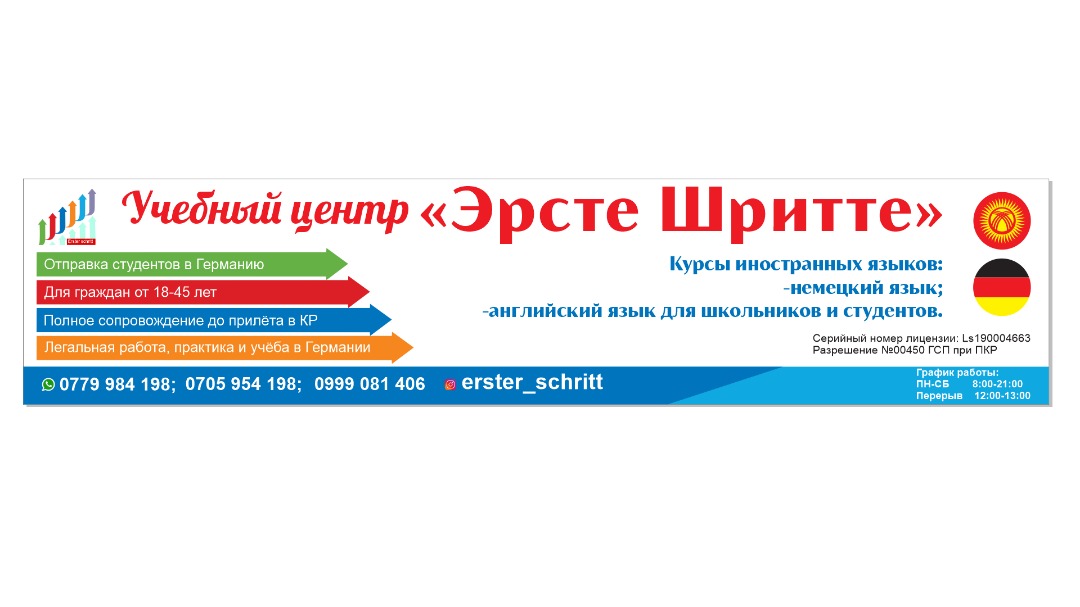 Учебный центр «Эрсте Шритте»
Erster schritt
Отправка студентов в Германию
Для граждан от 18-45 лет
Полное сопровождение до прилёта в КР
Легальная работа, практика и учёба в Германии
Курсы иностранных языков:
-немецкий язык;
-английский язык для школьников и студентов.
Серийный номер лицензии: Ls190004663
Разрешение №00450 ГСП при ПКР
0779 984 198; 0705 954 198; 0999 081 406 erster_schritt
График работы:
ПН-СБ 8:00-21:00
Перерыв 12:00-13:00